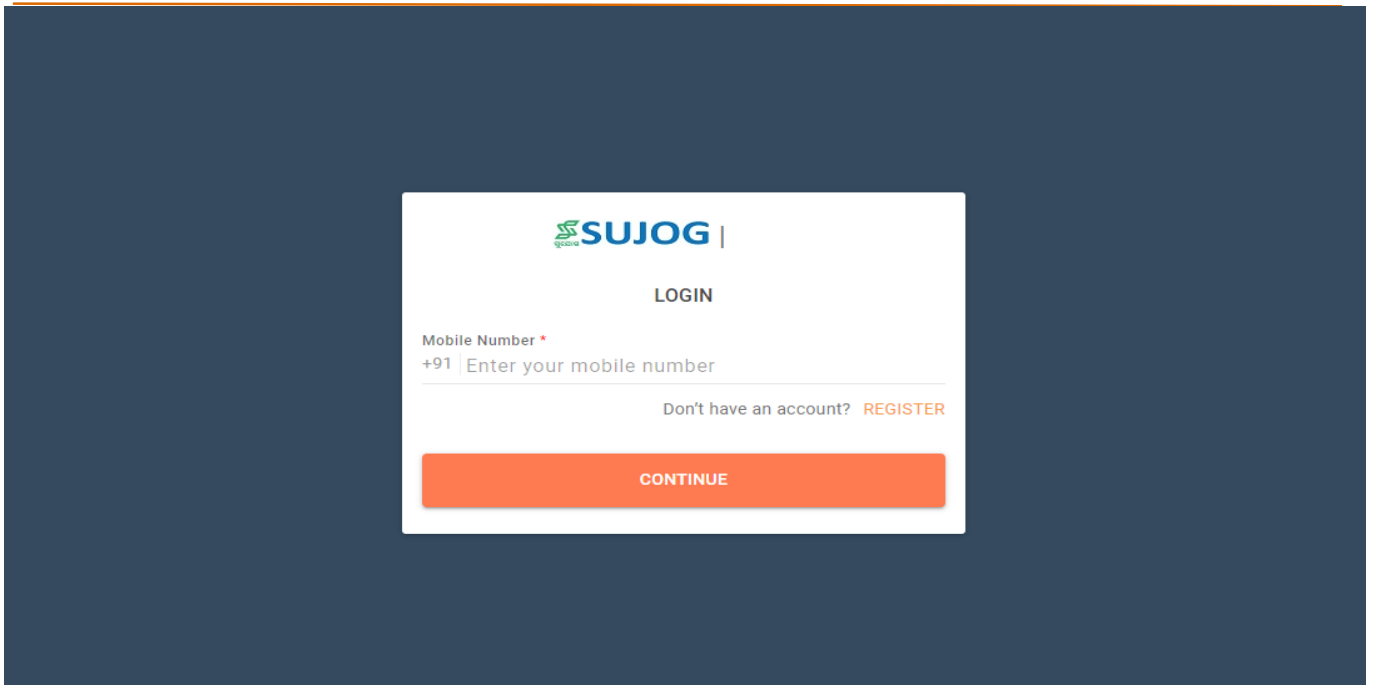 ସୁଯୋଗ SUJOG |
LOGIN
Mobile Number *
+91 Enter your mobile number
Don't have an account? REGISTER
CONTINUE